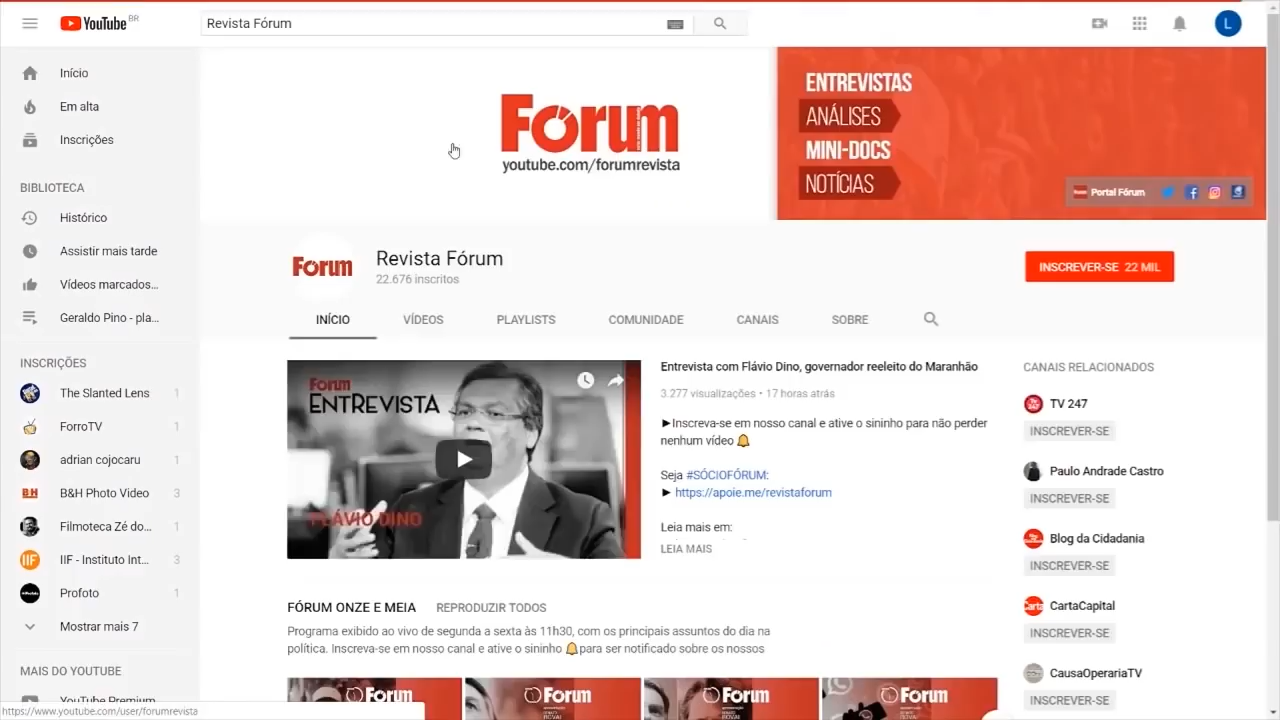 YouTube BR
Revista Fórum
L
Início
Em alta
Inscrições
BIBLIOTECA
Histórico
Assistir mais tarde
Vídeos marcados...
Geraldo Pino - pla...
INSCRIÇÕES
The Slanted Lens 1
ForroTV 1
adrian cojocaru 1
B&H Photo Video 3
Filmoteca Zé do... 1
IIF - Instituto Int... 3
Profoto 1
Mostrar mais 7
MAIS DO YOUTUBE
YouTube Premium
https://www.youtube.com/user/forumrevista
Fórum
youtube.com/forumrevista
ENTREVISTAS
ANÁLISES
MINI-DOCS
NOTÍCIAS
Portal Fórum
Fórum
Revista Fórum
22.676 inscritos
INSCREVER-SE 22 MIL
INÍCIO VÍDEOS PLAYLISTS COMUNIDADE CANAIS SOBRE
Fórum
ENTREVISTA
FLÁVIO DINO
Entrevista com Flávio Dino, governador reeleito do Maranhão
3.277 visualizações • 17 horas atrás
►Inscreva-se em nosso canal e ative o sininho para não perder
nenhum vídeo 🔔
Seja #SÓCIOFÓRUM:
► https://apoie.me/revistaforum
Leia mais em:
LEIA MAIS
FÓRUM ONZE E MEIA REPRODUZIR TODOS
Programa exibido ao vivo de segunda a sexta às 11h30, com os principais assuntos do dia na
política. Inscreva-se em nosso canal e ative o sininho 🔔para ser notificado sobre os nossos
Fórum Fórum Fórum Fórum
CANAIS RELACIONADOS
TV 247
INSCREVER-SE
Paulo Andrade Castro
INSCREVER-SE
Blog da Cidadania
INSCREVER-SE
CartaCapital
INSCREVER-SE
CausaOperariaTV
INSCREVER-SE